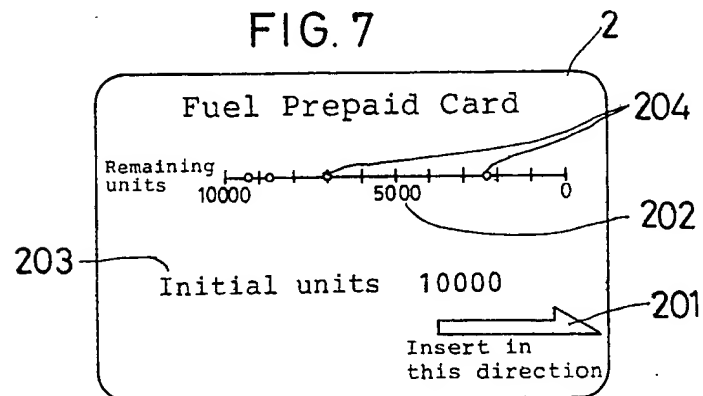 FIG. 7
2
Fuel Prepaid Card
204
Remaining
units
10000 5000 0
202
203
Initial units 10000
201
Insert in
this direction